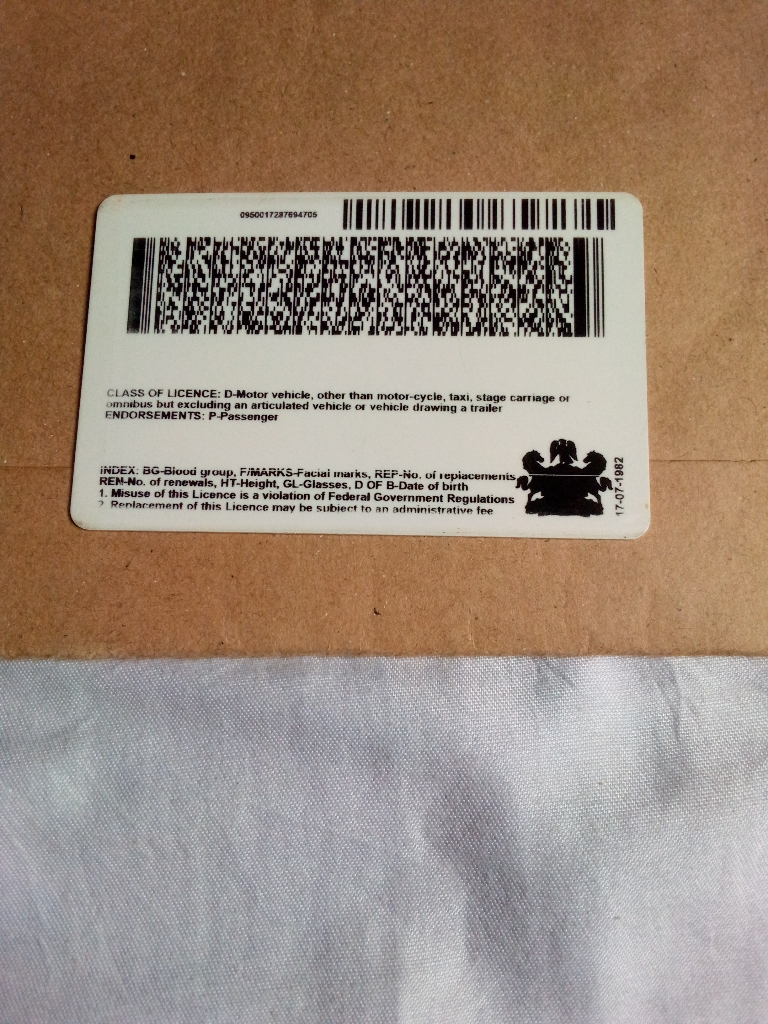 0950017287694705
CLASS OF LICENCE: D-Motor vehicle, other than motor-cycle, taxi, stage carriage or
omnibus but excluding an articulated vehicle or vehicle drawing a trailer
ENDORSEMENTS: P-Passenger
INDEX: BG-Blood group, F/MARKS-Facial marks, REP-No. of replacements
REN-No. of renewals, HT-Height, GL-Glasses, D OF B-Date of birth
1. Misuse of this Licence is a violation of Federal Government Regulations
2. Replacement of this Licence may be subject to an administrative fee
17-07-1982